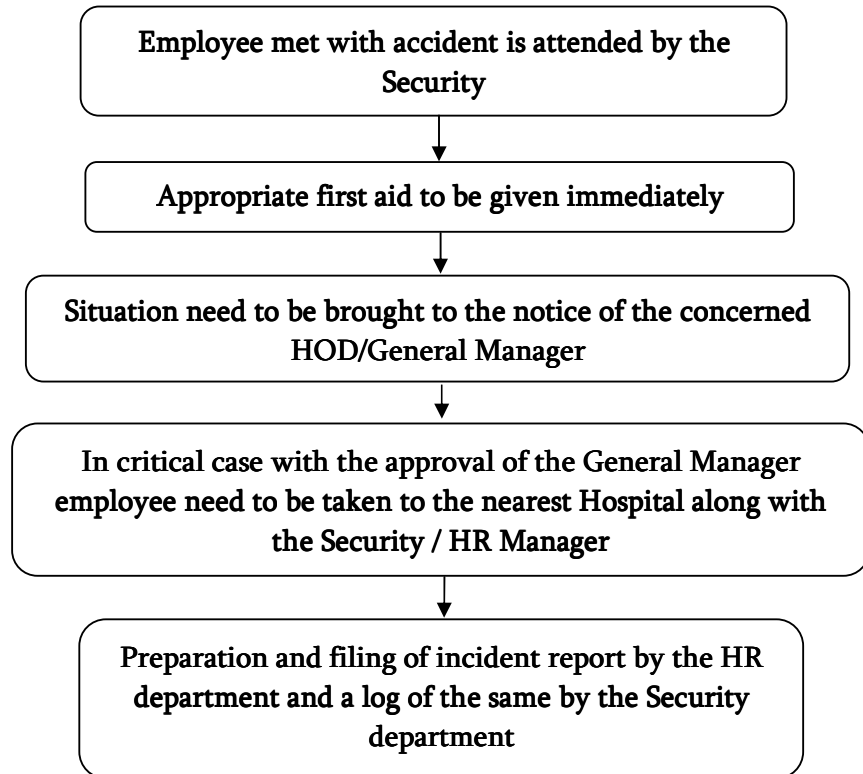 Employee met with accident is attended by the
Security
Appropriate first aid to be given immediately
Situation need to be brought to the notice of the concerned
HOD/General Manager
In critical case with the approval of the General Manager
employee need to be taken to the nearest Hospital along with
the Security / HR Manager
Preparation and filing of incident report by the HR
department and a log of the same by the Security
department